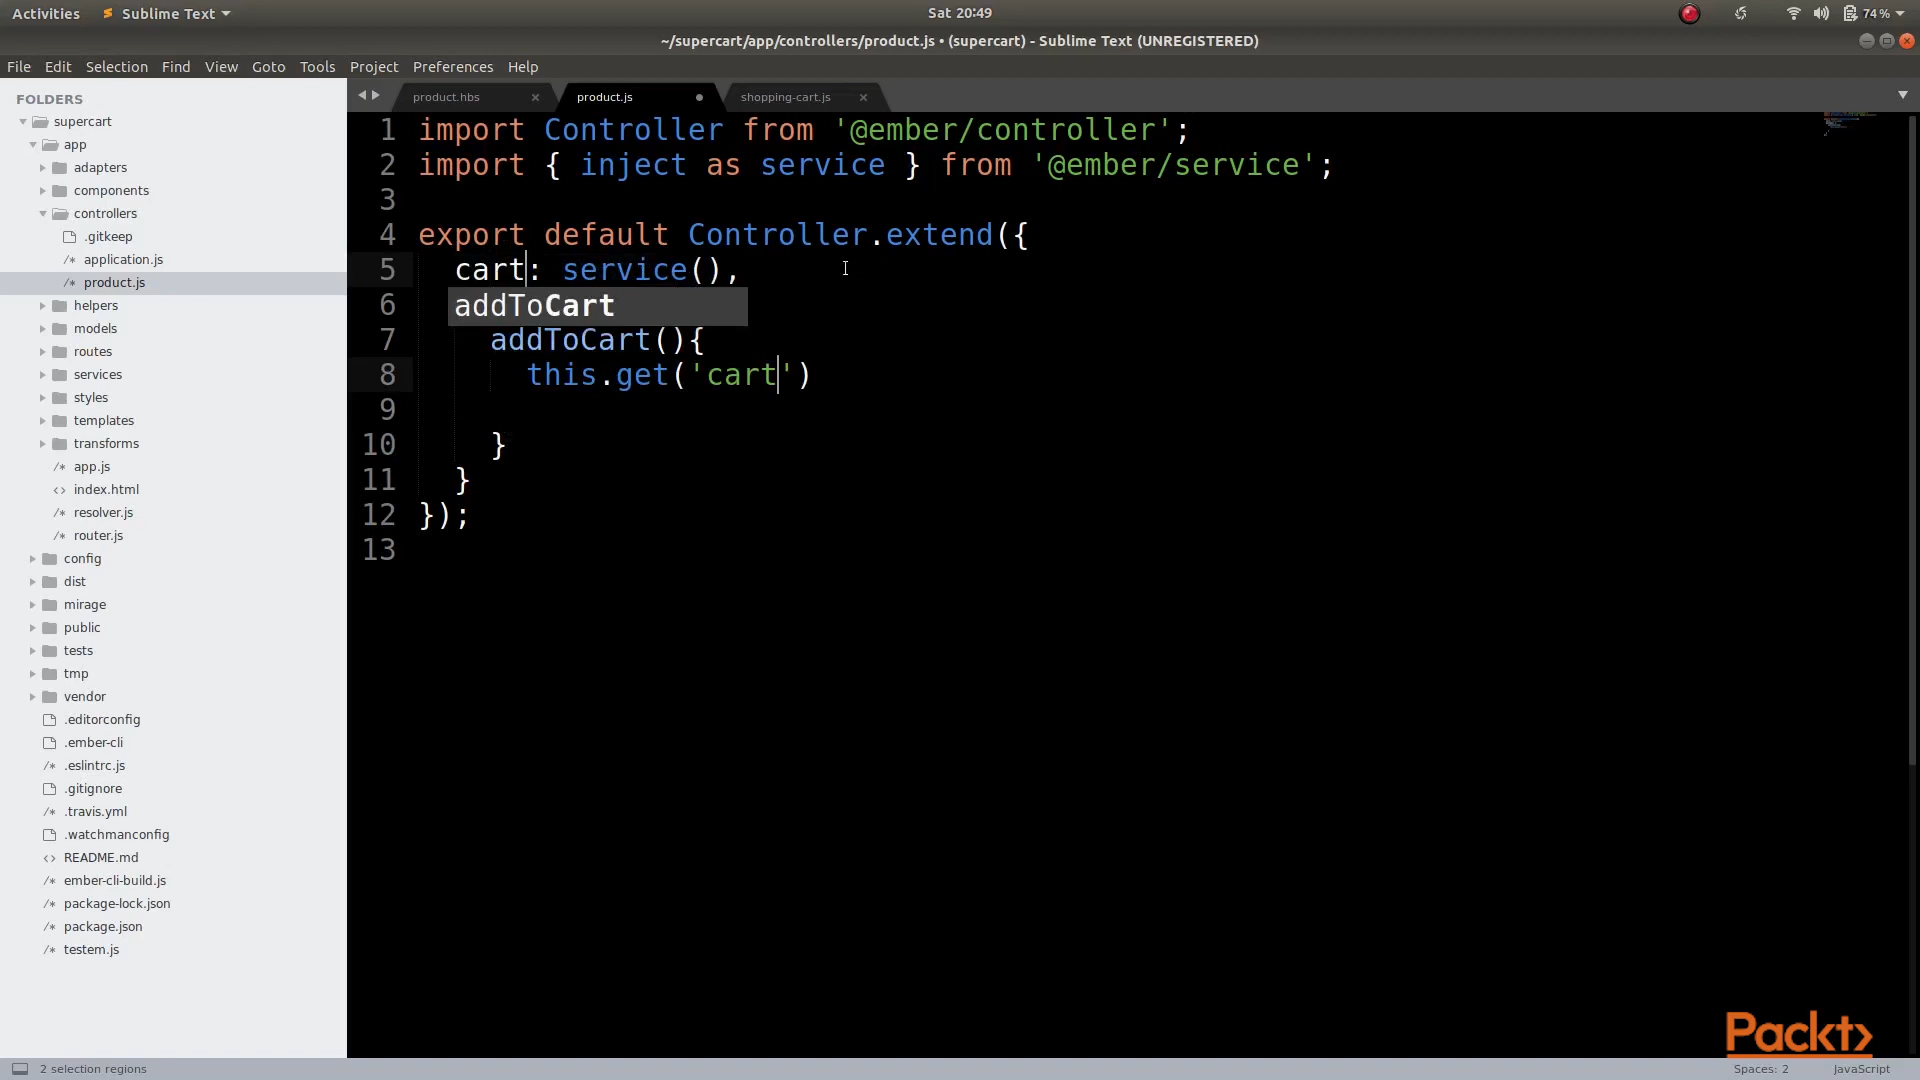 Activities Sublime Text Sat 20:49 74%
~/supercart/app/controllers/product.js • (supercart) - Sublime Text (UNREGISTERED)
File Edit Selection Find View Goto Tools Project Preferences Help
FOLDERS
supercart
app
adapters
components
controllers
.gitkeep
application.js
product.js
helpers
models
routes
services
styles
templates
transforms
app.js
index.html
resolver.js
router.js
config
dist
mirage
public
tests
tmp
vendor
.editorconfig
.ember-cli
.eslintrc.js
.gitignore
.travis.yml
.watchmanconfig
README.md
ember-cli-build.js
package-lock.json
package.json
testem.js
product.hbs product.js shopping-cart.js
1 import Controller from '@ember/controller';
2 import { inject as service } from '@ember/service';
3
4 export default Controller.extend({
5 cart: service(),
6 addToCart
7 addToCart(){
8 this.get('cart')
9
10 }
11 }
12 });
13
Packt>
2 selection regions Spaces: 2 JavaScript